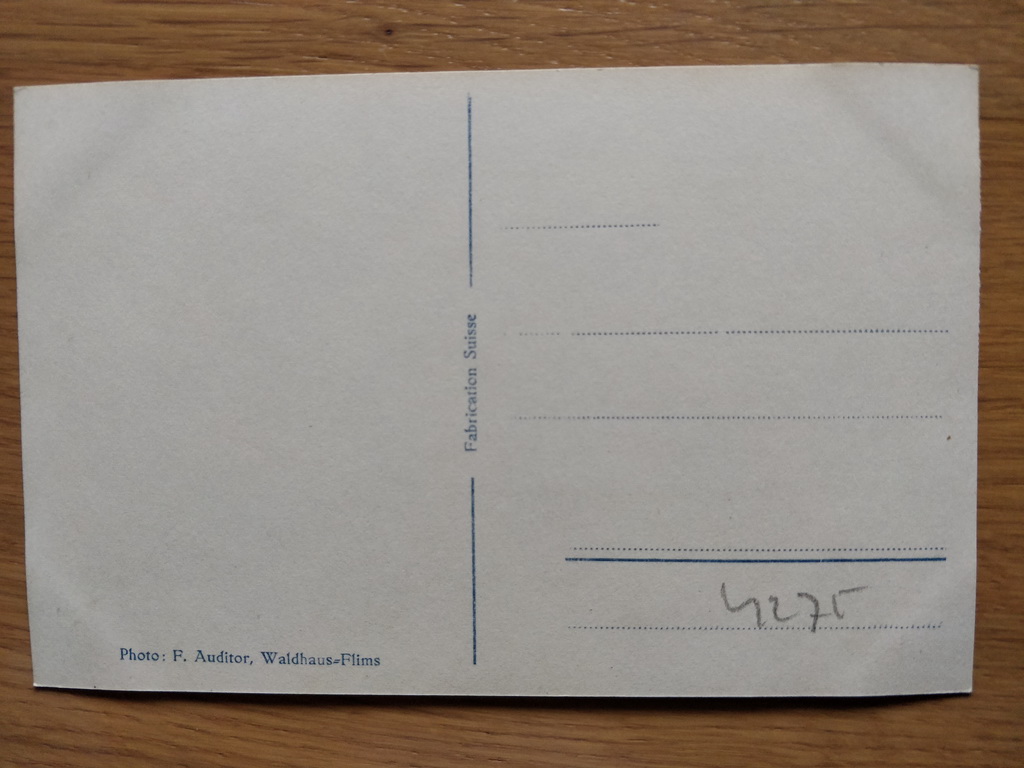 Photo: F. Auditor, Waldhaus=Flims
Fabrication Suisse
4275